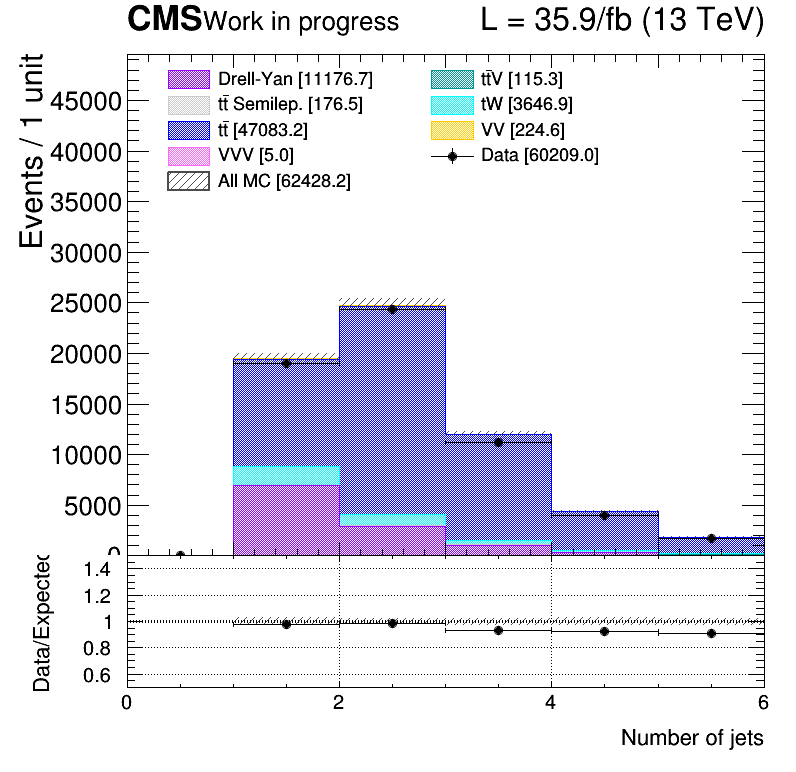 CMS Work in progress L = 35.9/fb (13 TeV)
Events / 1 unit
45000
40000
35000
30000
25000
20000
15000
10000
5000
0
Drell-Yan [11176.7]
tt̄ Semilep. [176.5]
tt̄ [47083.2]
VVV [5.0]
All MC [62428.2]
tt̄V [115.3]
tW [3646.9]
VV [224.6]
Data [60209.0]
Data/Expected
1.4
1.2
1
0.8
0.6
0 2 4 6
Number of jets